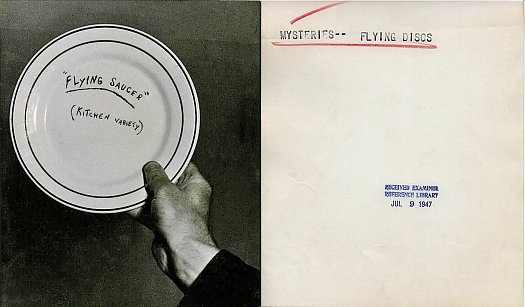 "FLYING SAUCER"
(KITCHEN VARIETY)
MYSTERIES-- FLYING DISCS
RECEIVED EXAMINER
REFERENCE LIBRARY
JUL 9 1947